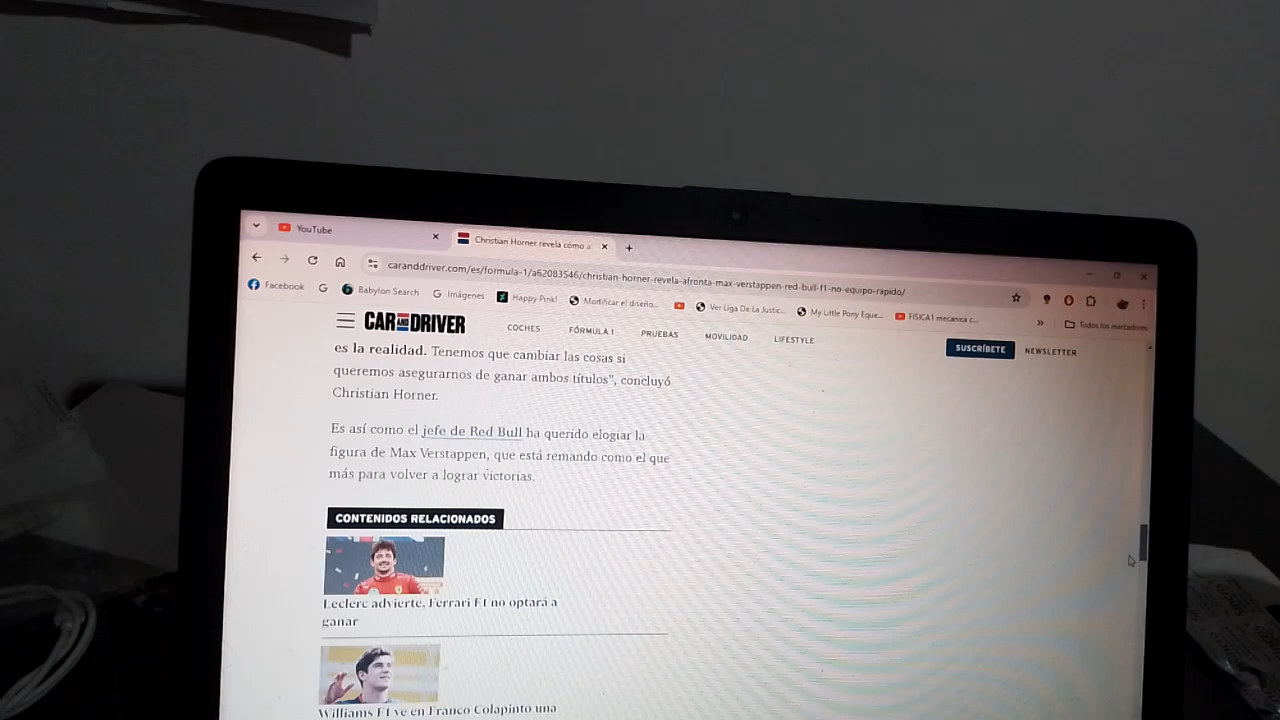 YouTube
Christian Horner revela cómo a
caranddriver.com/es/formula-1/a62083546/christian-horner-revela-afronta-max-verstappen-red-bull-f1-no-equipo-rapido/
Facebook
Babylon Search
Imágenes
Happy Pink!
Modificar el diseño...
Ver Liga De La Justic...
My Little Pony Eque...
FISICA1 mecanica c...
»
Todos los marcadores
CAR AND DRIVER
COCHES
FÓRMULA 1
PRUEBAS
MOVILIDAD
LIFESTYLE
SUSCRÍBETE
NEWSLETTER
es la realidad. Tenemos que cambiar las cosas si
queremos asegurarnos de ganar ambos títulos", concluyó
Christian Horner.
Es así como el jefe de Red Bull ha querido elogiar la
figura de Max Verstappen, que está remando como el que
más para volver a lograr victorias.
CONTENIDOS RELACIONADOS
Leclerc advierte, Ferrari F1 no optará a
ganar
Williams F1 ve en Franco Colapinto una